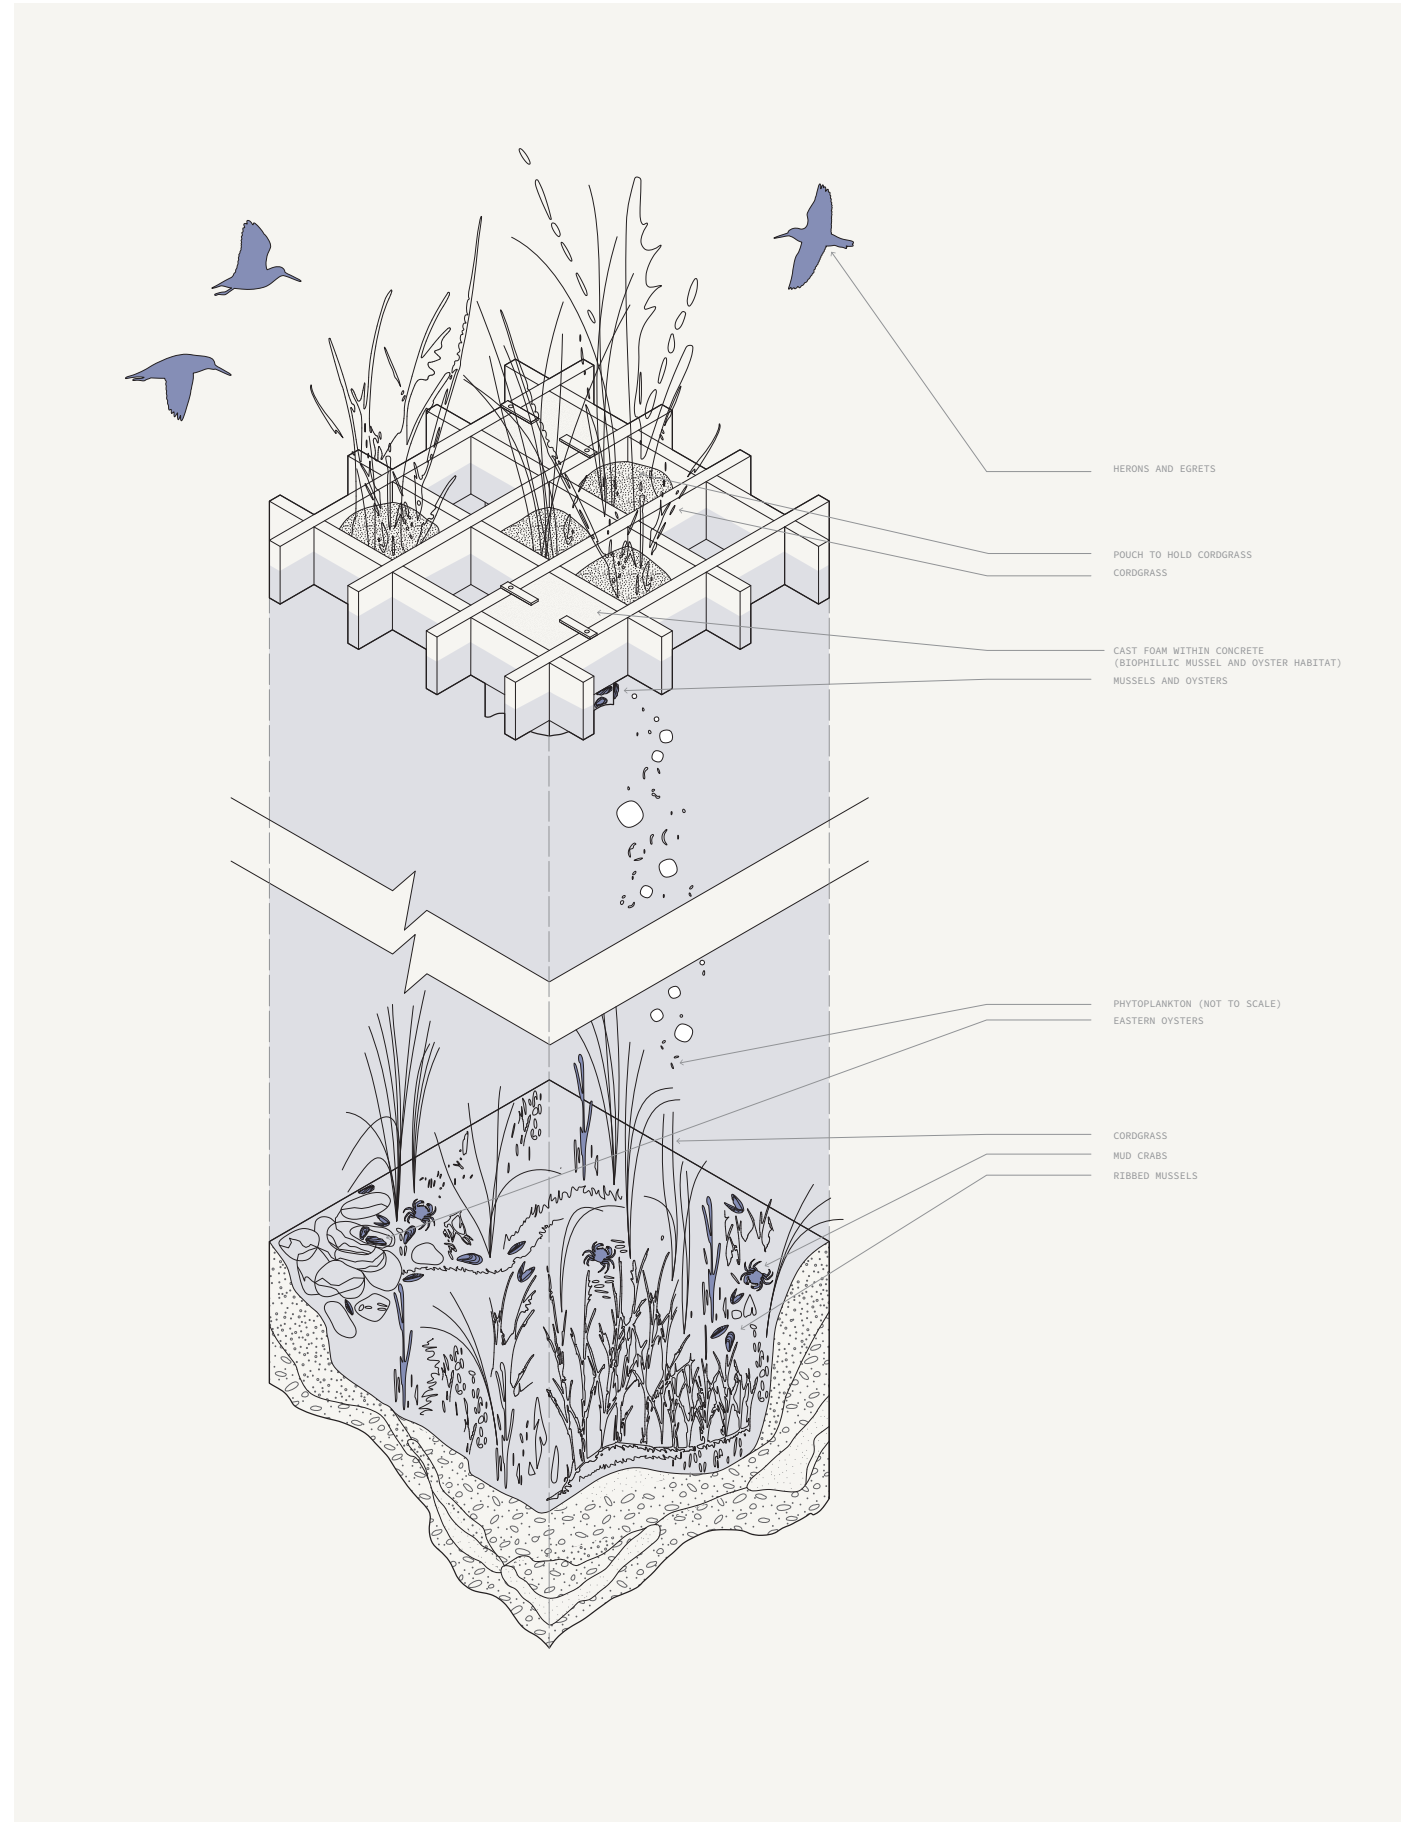 HERONS AND EGRETS
POUCH TO HOLD CORDGRASS
CORDGRASS
CAST FOAM WITHIN CONCRETE
(BIOPHILLIC MUSSEL AND OYSTER HABITAT)
MUSSELS AND OYSTERS
PHYTOPLANKTON (NOT TO SCALE)
EASTERN OYSTERS
CORDGRASS
MUD CRABS
RIBBED MUSSELS